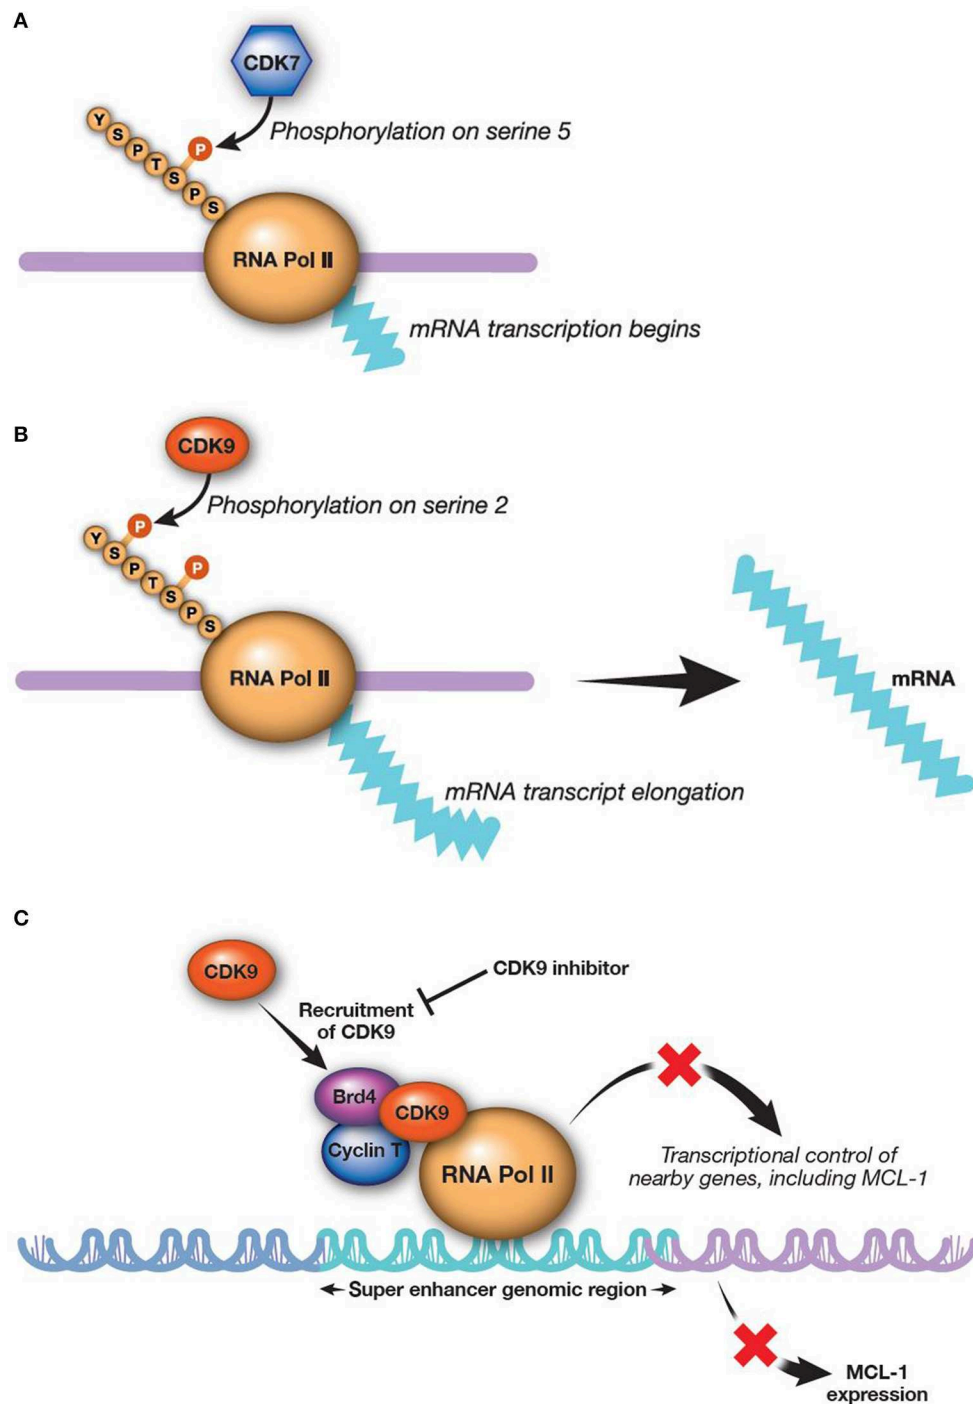 A
CDK7
Phosphorylation on serine 5
P
Y
S
P
T
S
P
S
RNA Pol II
mRNA transcription begins
B
CDK9
Phosphorylation on serine 2
P
P
Y
S
P
T
S
P
S
RNA Pol II
mRNA
mRNA transcript elongation
C
CDK9
CDK9 inhibitor
Recruitment
of CDK9
Brd4
CDK9
Cyclin T
RNA Pol II
Transcriptional control of
nearby genes, including MCL-1
Super enhancer genomic region
MCL-1
expression